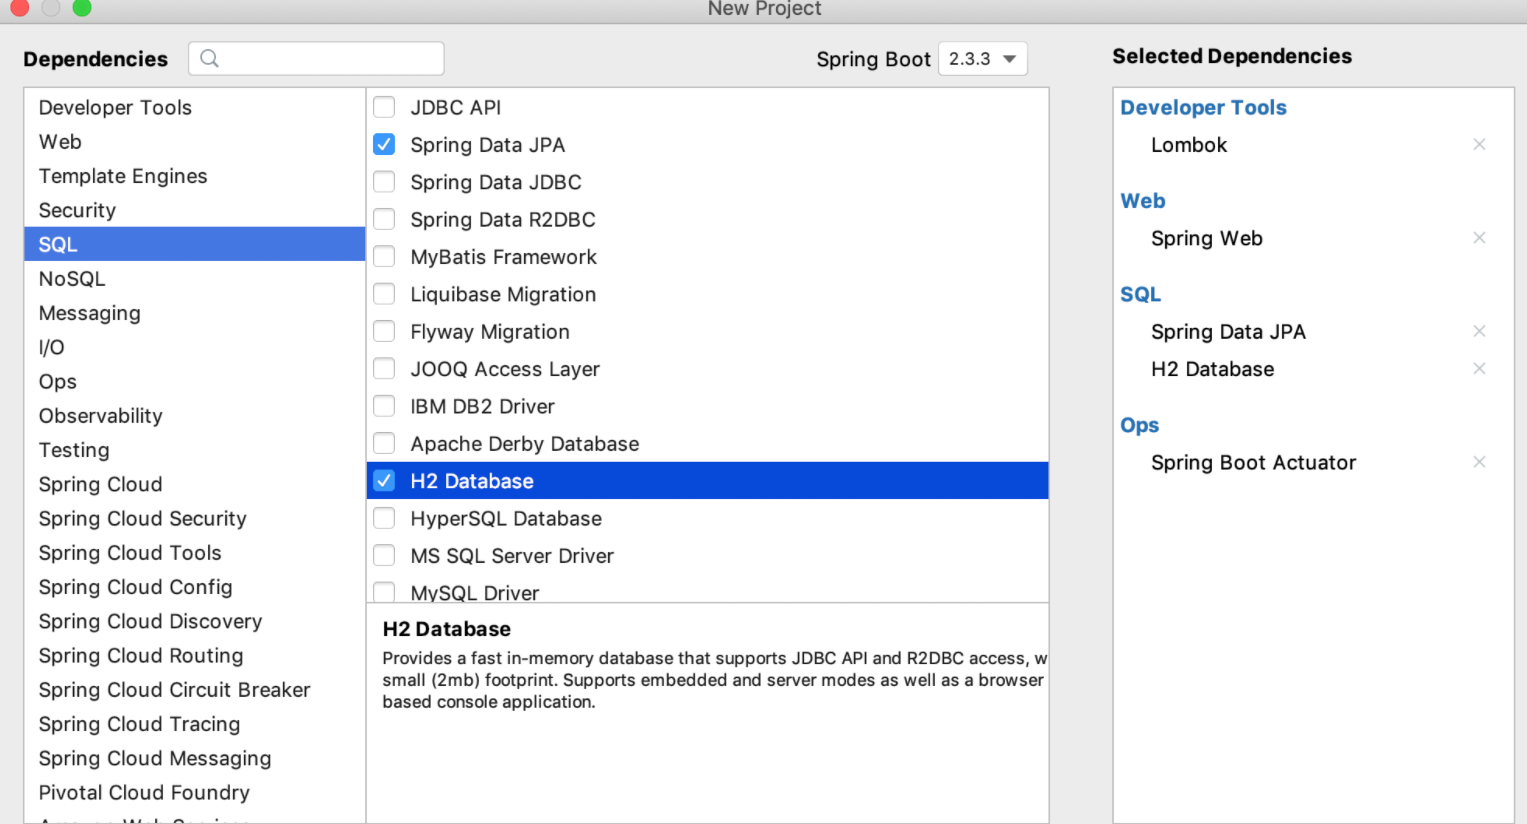 New Project
Dependencies
Spring Boot 2.3.3
Selected Dependencies
Developer Tools
Web
Template Engines
Security
SQL
NoSQL
Messaging
I/O
Ops
Observability
Testing
Spring Cloud
Spring Cloud Security
Spring Cloud Tools
Spring Cloud Config
Spring Cloud Discovery
Spring Cloud Routing
Spring Cloud Circuit Breaker
Spring Cloud Tracing
Spring Cloud Messaging
Pivotal Cloud Foundry
JDBC API
Spring Data JPA
Spring Data JDBC
Spring Data R2DBC
MyBatis Framework
Liquibase Migration
Flyway Migration
JOOQ Access Layer
IBM DB2 Driver
Apache Derby Database
H2 Database
HyperSQL Database
MS SQL Server Driver
MySQL Driver
H2 Database
Provides a fast in-memory database that supports JDBC API and R2DBC access, w
small (2mb) footprint. Supports embedded and server modes as well as a browser
based console application.
Developer Tools
Lombok
Web
Spring Web
SQL
Spring Data JPA
H2 Database
Ops
Spring Boot Actuator